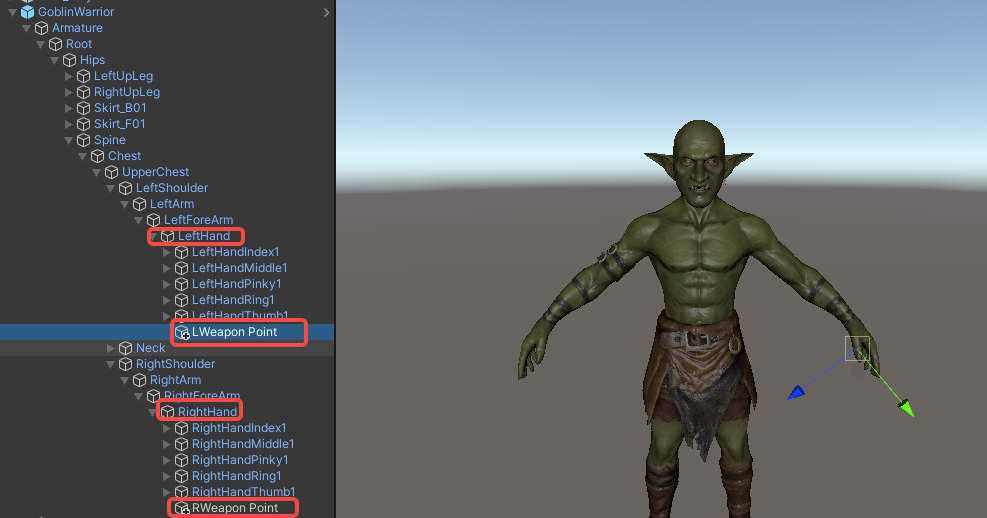 GoblinWarrior
Armature
Root
Hips
LeftUpLeg
RightUpLeg
Skirt_B01
Skirt_F01
Spine
Chest
UpperChest
LeftShoulder
LeftArm
LeftForeArm
LeftHand
LeftHandIndex1
LeftHandMiddle1
LeftHandPinky1
LeftHandRing1
LeftHandThumb1
LWeapon Point
Neck
RightShoulder
RightArm
RightForeArm
RightHand
RightHandIndex1
RightHandMiddle1
RightHandPinky1
RightHandRing1
RightHandThumb1
RWeapon Point